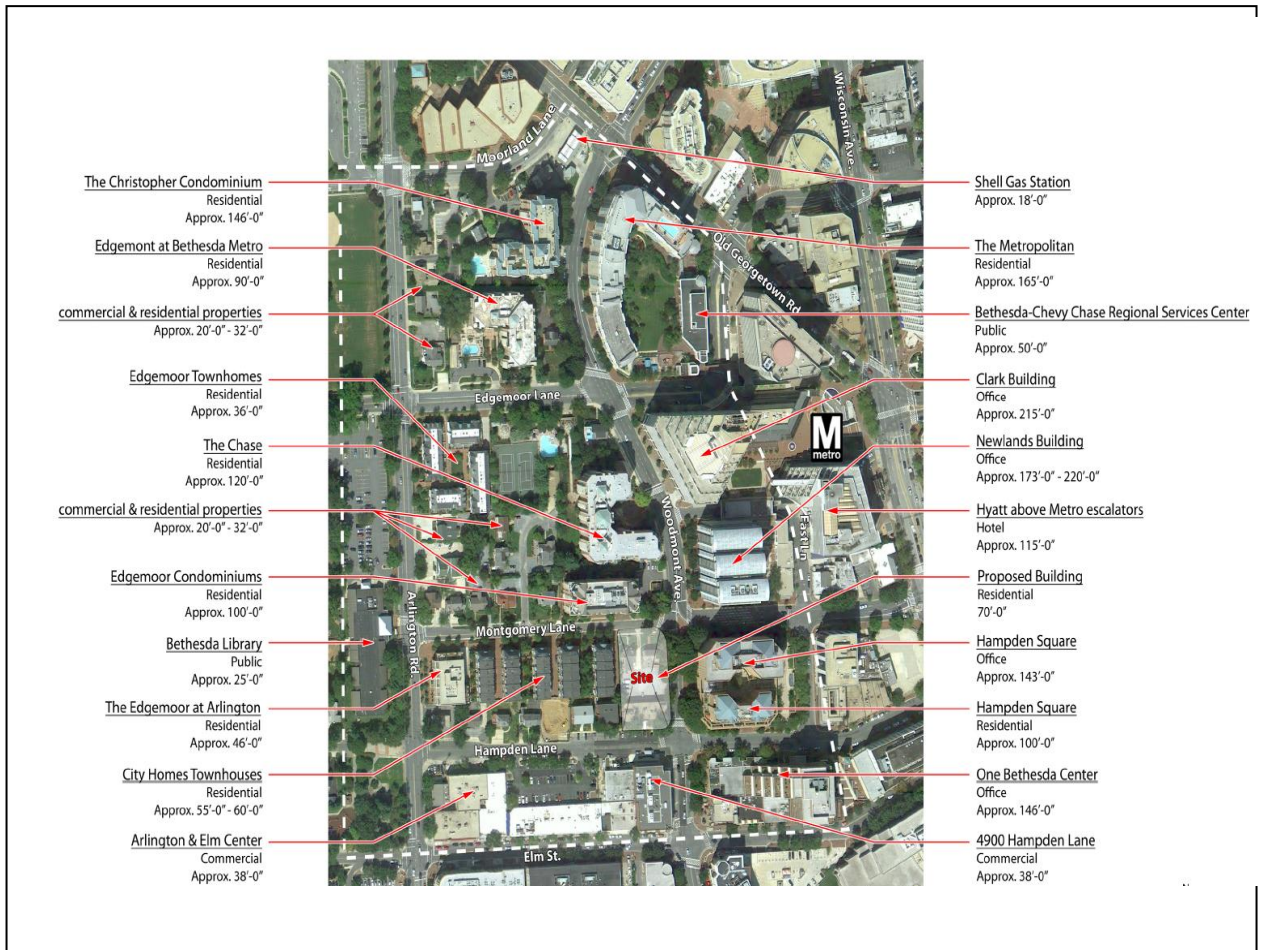 The Christopher Condominium
Residential
Approx. 146'-0"
Edgemont at Bethesda Metro
Residential
Approx. 90'-0"
commercial & residential properties
Approx. 20'-0" - 32'-0"
Edgemoor Townhomes
Residential
Approx. 36'-0"
The Chase
Residential
Approx. 120'-0"
commercial & residential properties
Approx. 20'-0" - 32'-0"
Edgemoor Condominiums
Residential
Approx. 100'-0"
Bethesda Library
Public
Approx. 25'-0"
The Edgemoor at Arlington
Residential
Approx. 46'-0"
City Homes Townhouses
Residential
Approx. 55'-0" - 60'-0"
Arlington & Elm Center
Commercial
Approx. 38'-0"
Moorland Lane
Wisconsin Ave.
Old Georgetown Rd
Edgemoor Lane
M
metro
Woodmont Ave.
East Ln
Arlington Rd.
Montgomery Lane
Site
Hampden Lane
Elm St.
Shell Gas Station
Approx. 18'-0"
The Metropolitan
Residential
Approx. 165'-0"
Bethesda-Chevy Chase Regional Services Center
Public
Approx. 50'-0"
Clark Building
Office
Approx. 215'-0"
Newlands Building
Office
Approx. 173'-0" - 220'-0"
Hyatt above Metro escalators
Hotel
Approx. 115'-0"
Proposed Building
Residential
70'-0"
Hampden Square
Office
Approx. 143'-0"
Hampden Square
Residential
Approx. 100'-0"
One Bethesda Center
Office
Approx. 146'-0"
4900 Hampden Lane
Commercial
Approx. 38'-0"